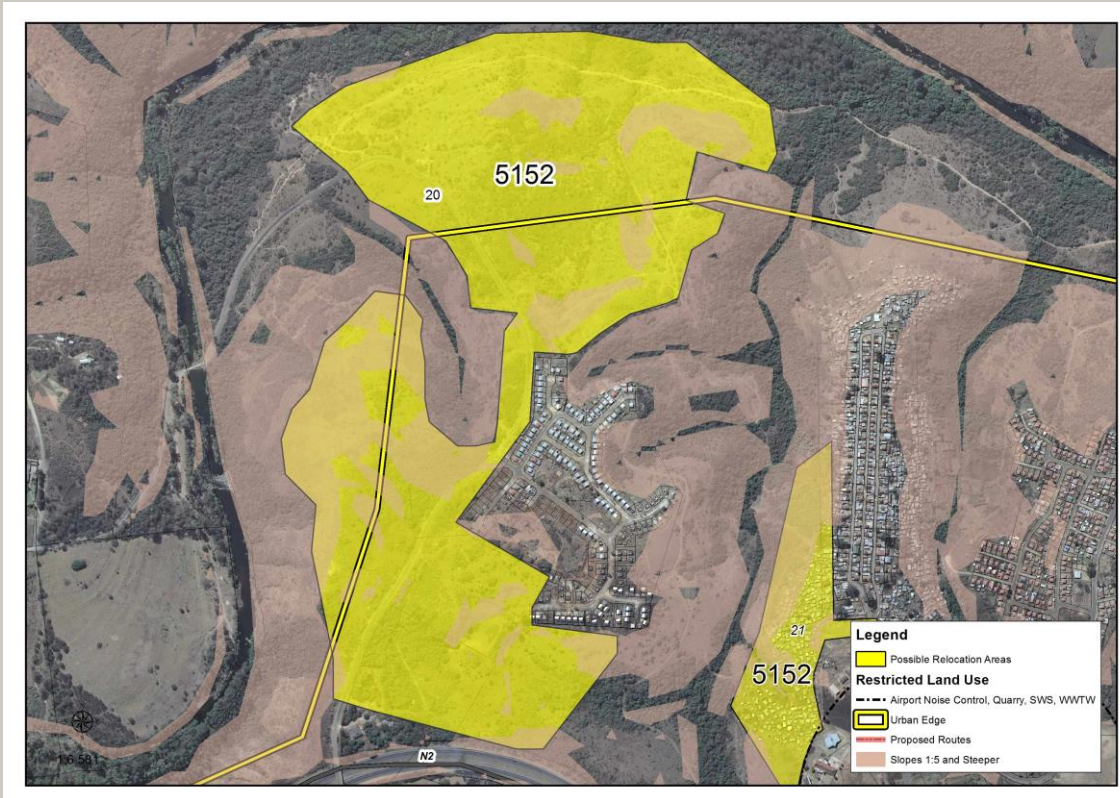 5152
20
21
5152
N2
1:6 581
Legend
Possible Relocation Areas
Restricted Land Use
Airport Noise Control, Quarry, SWS, WWTW
Urban Edge
Proposed Routes
Slopes 1:5 and Steeper